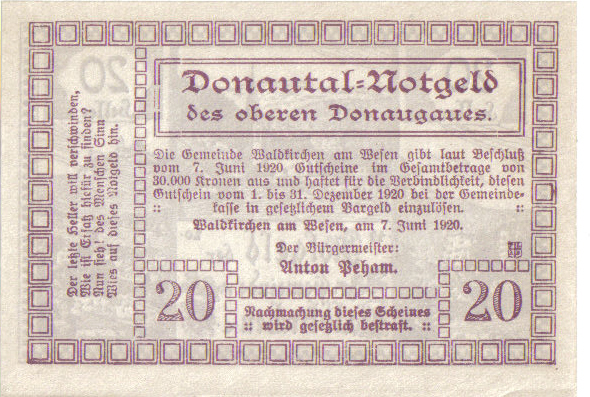 Donautal=Notgeld
des oberen Donaugaues.
Die Gemeinde Waldkirchen am Wesen gibt laut Beschluß
vom 7. Juni 1920 Gutscheine im Gesamtbetrage von
30.000 Kronen aus und haftet für die Verbindlichkeit, diesen
Gutschein vom 1. bis 31. Dezember 1920 bei der Gemeinde-
:: kasse in gesetzlichem Bargeld einzulösen. ::
Waldkirchen am Wesen, am 7. Juni 1920.
Der Bürgermeister:
Anton Peham.
20
20
Nachmachung dieses Scheines
:: wird gesetzlich bestraft. ::
Der letzte Heller will verschwinden,
Wie ist Ersatz hiefür zu finden?
Nun sieh! des Menschen Sinn
Wies auf dieses Notgeld hin.